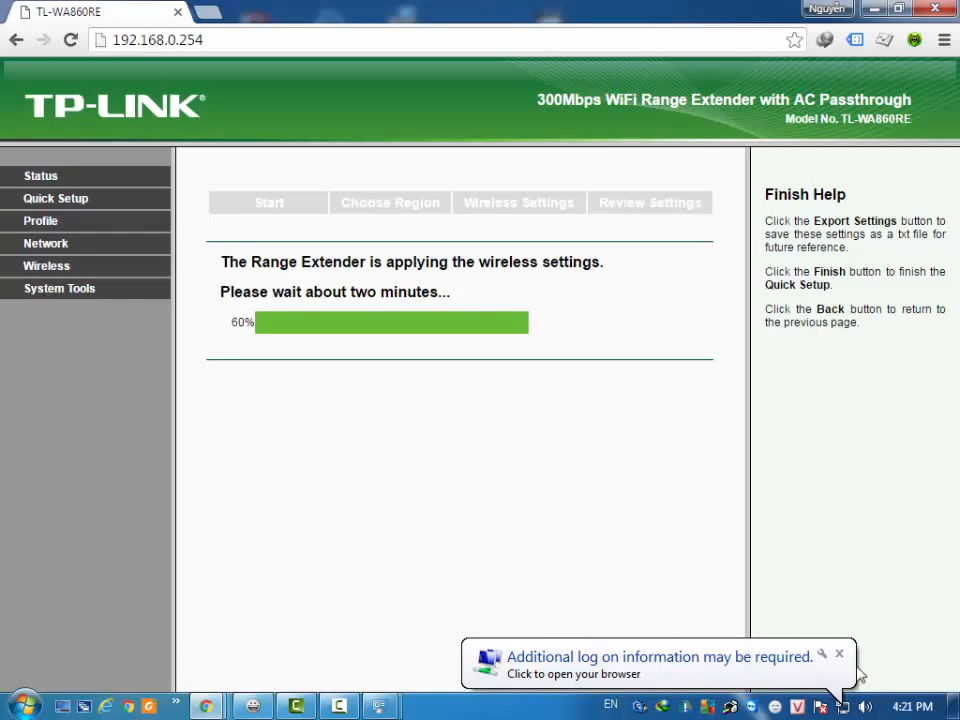 TL-WA860RE
Nguyễn
192.168.0.254
TP-LINK®
300Mbps WiFi Range Extender with AC Passthrough
Model No. TL-WA860RE
Status
Quick Setup
Profile
Network
Wireless
System Tools
Start
Choose Region
Wireless Settings
Review Settings
The Range Extender is applying the wireless settings.
Please wait about two minutes...
60%
Finish Help
Click the Export Settings button to
save these settings as a txt file for
future reference.
Click the Finish button to finish the
Quick Setup.
Click the Back button to return to
the previous page.
Additional log on information may be required.
Click to open your browser
EN
4:21 PM